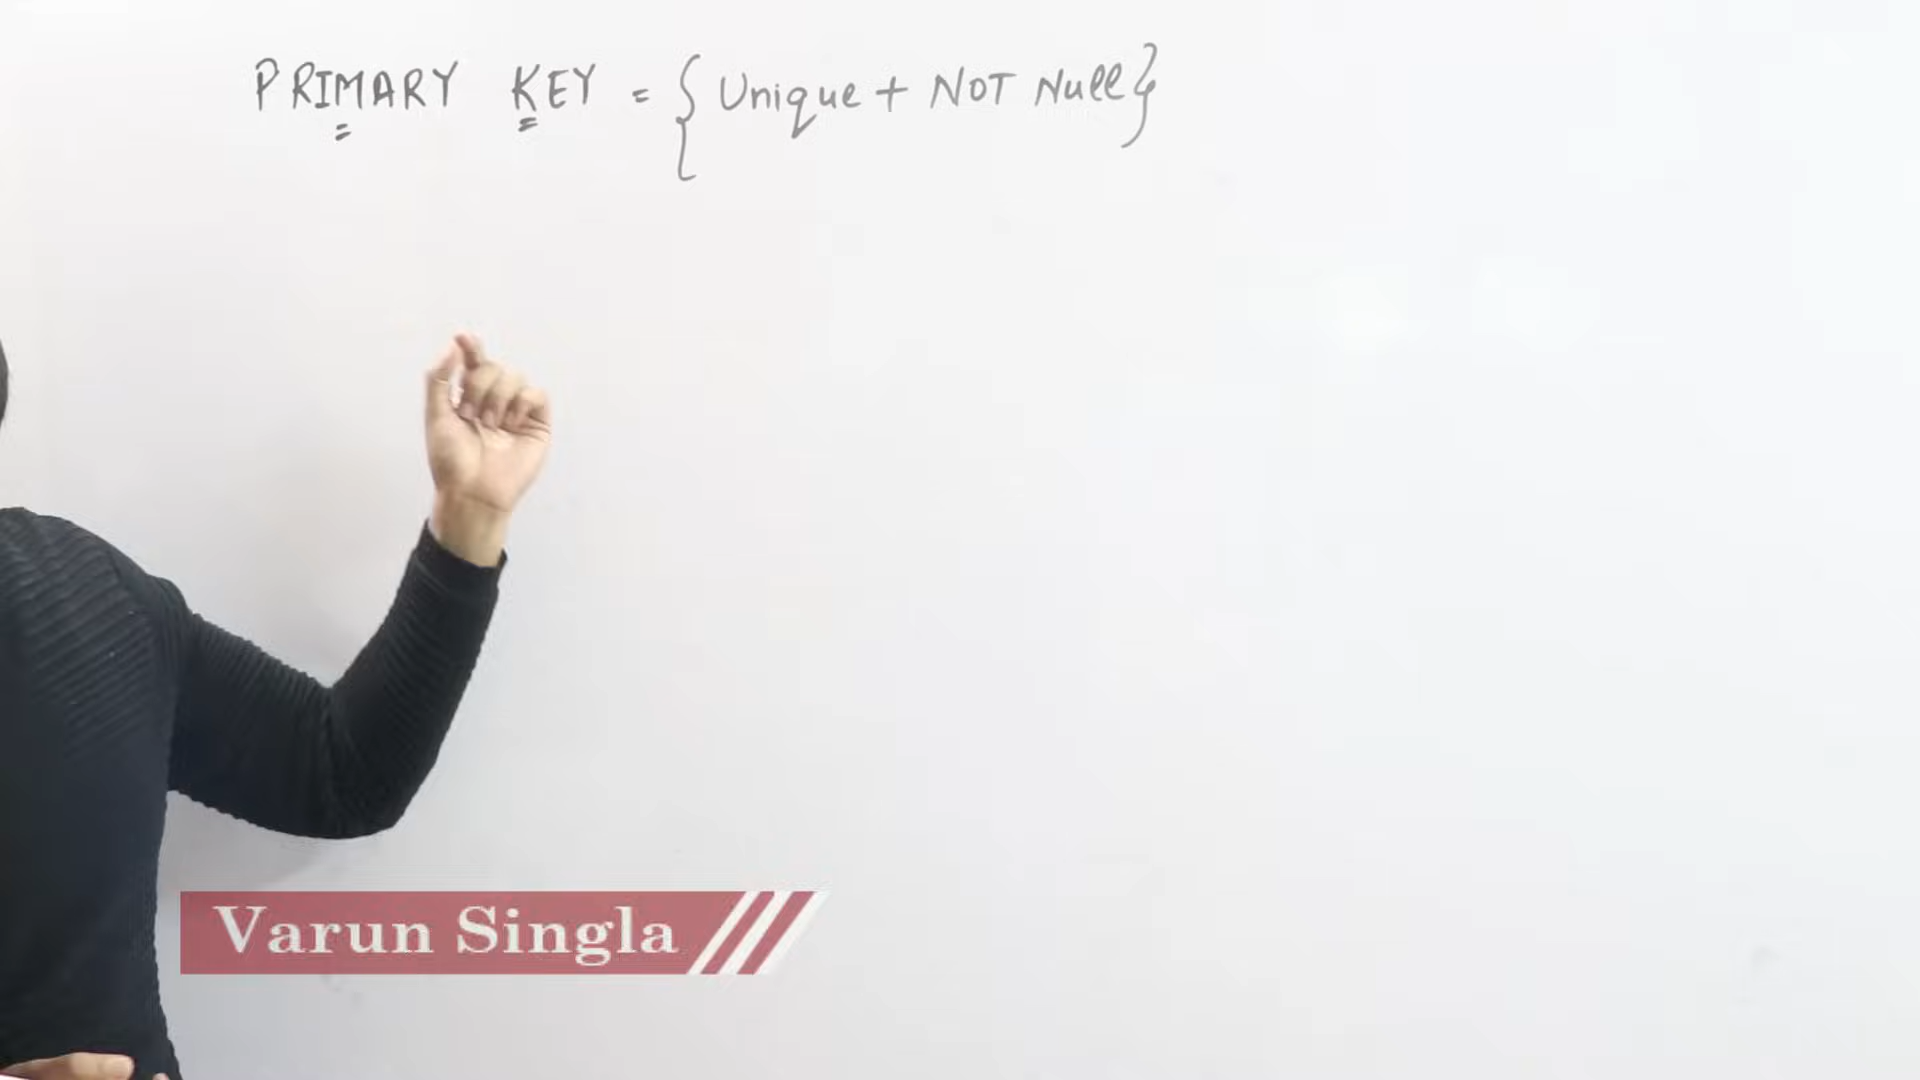 PRIMARY KEY = { Unique + NOT Null }
Varun Singla